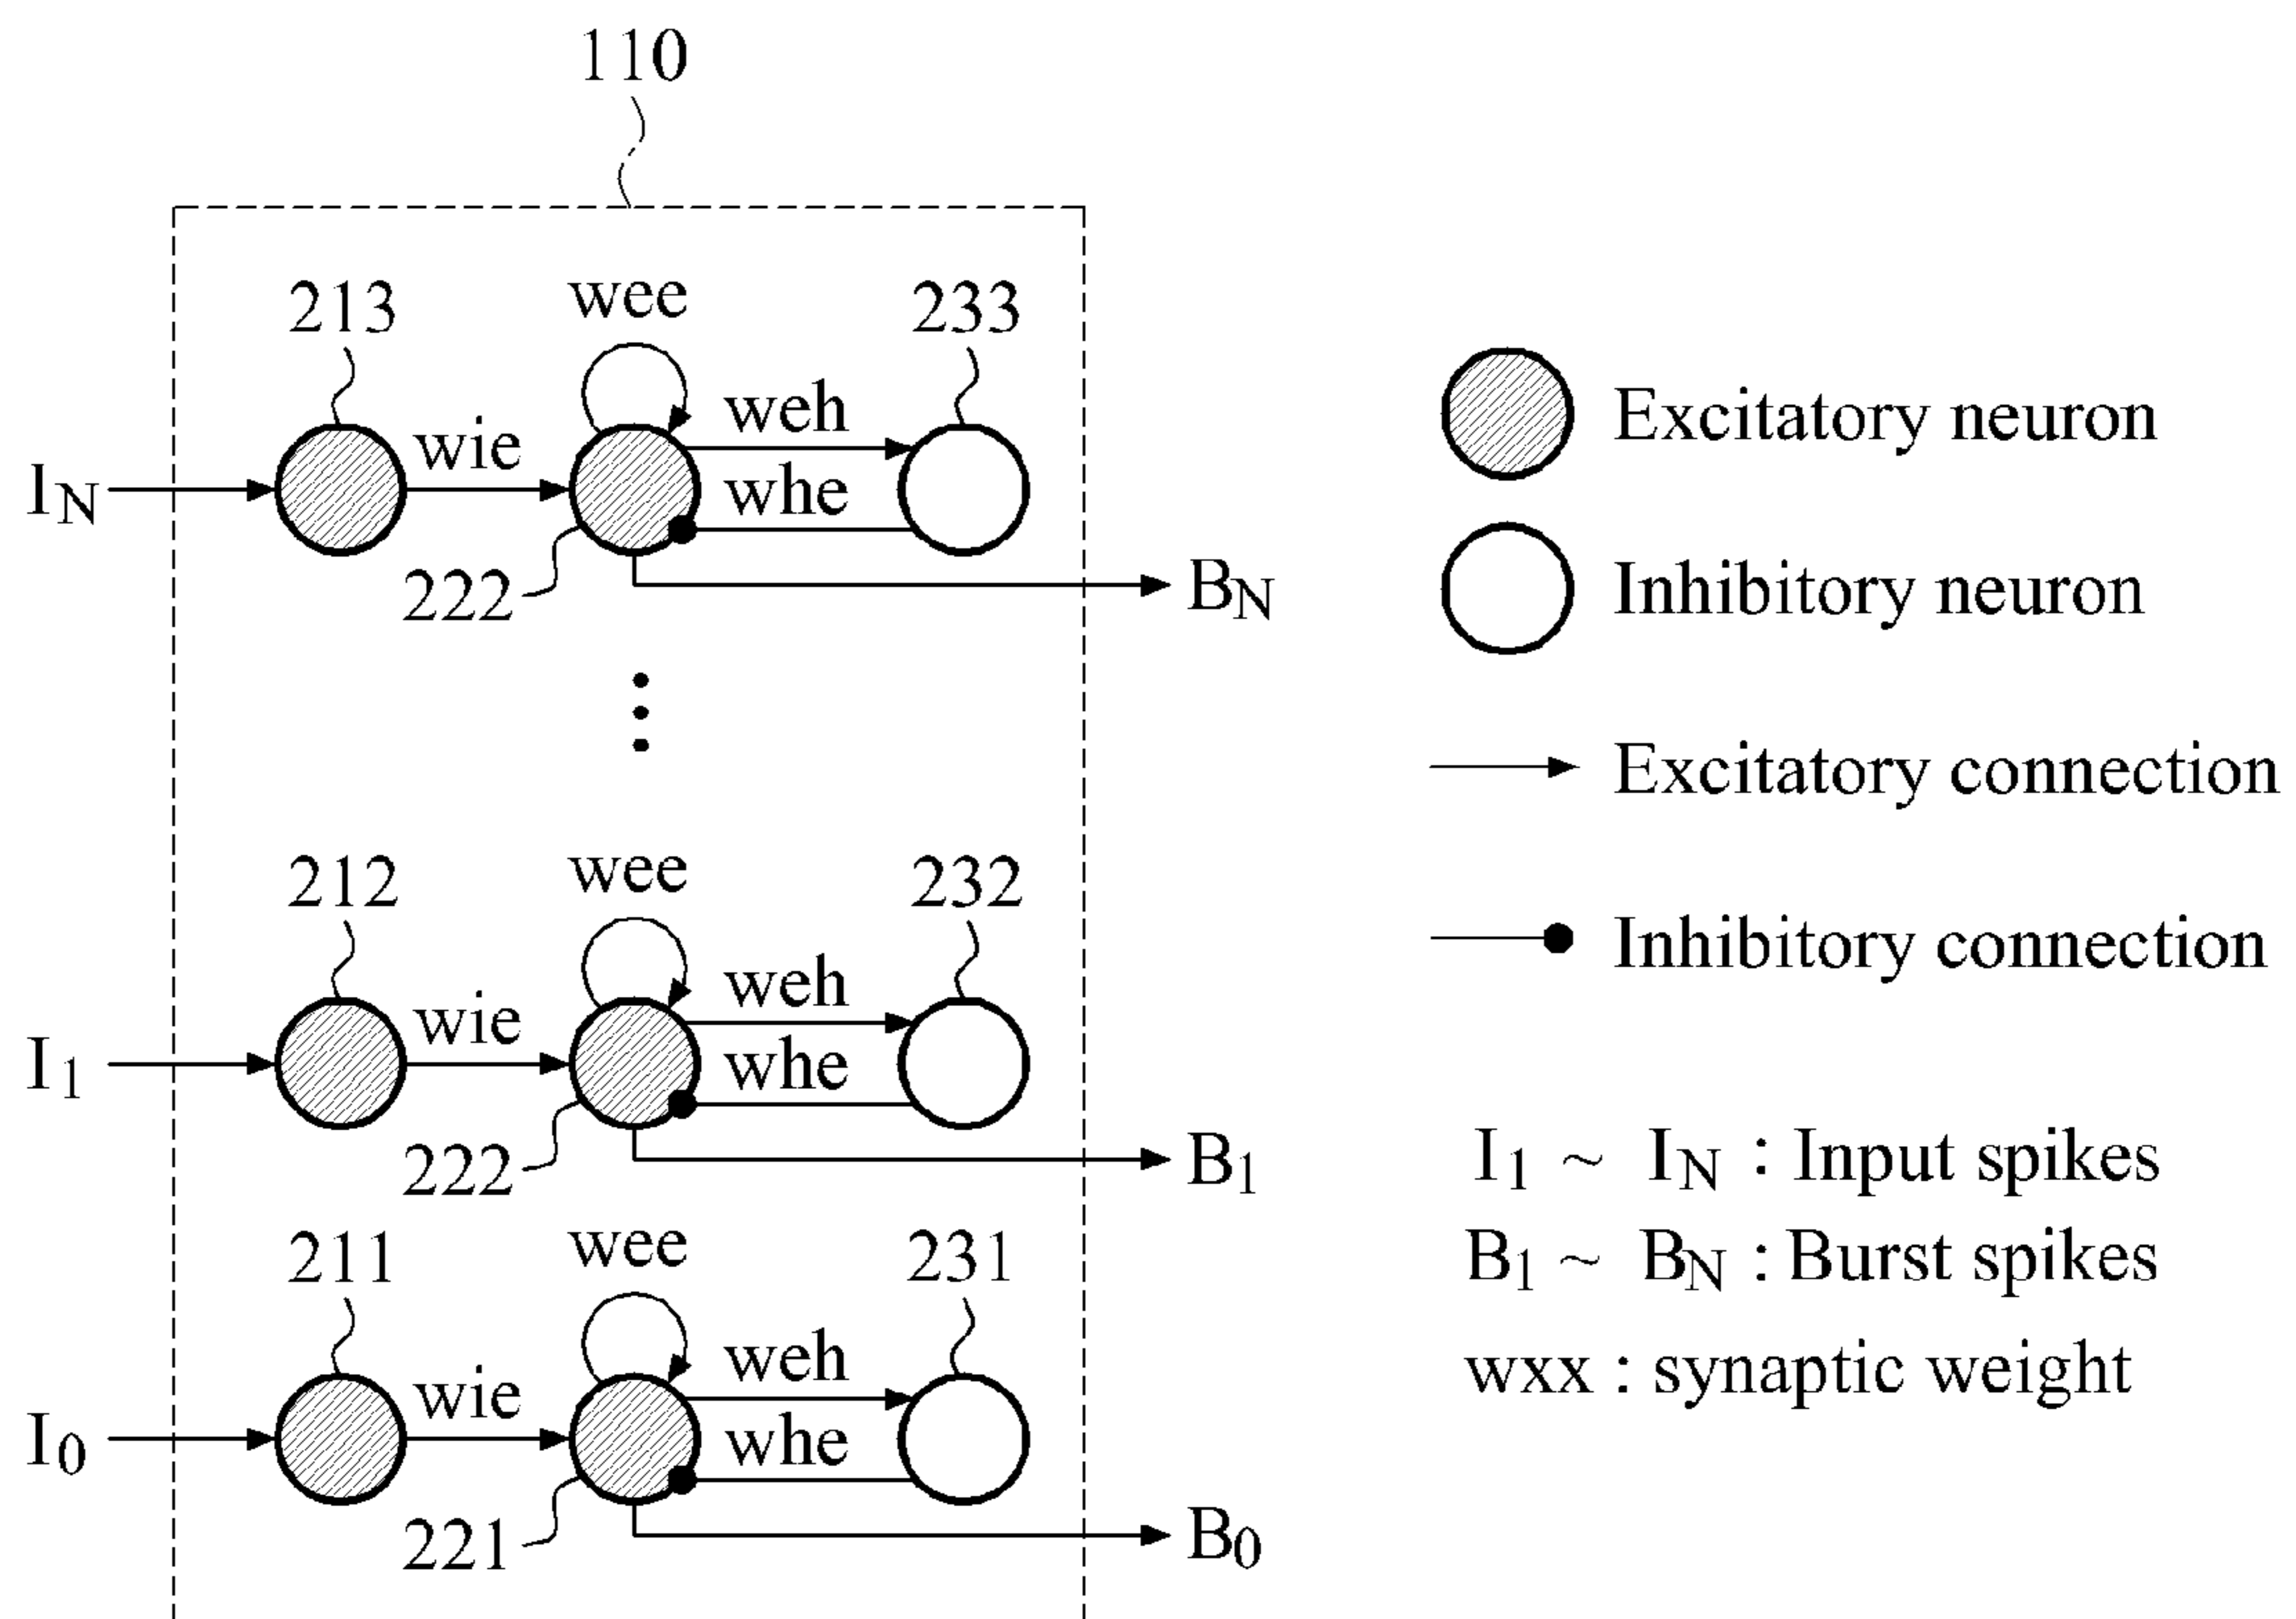 110
213 wee 233
weh
wie
I_N whe
222
B_N
212 wee 232
weh
wie
I_1 whe
222
B_1
211 wee 231
weh
wie
I_0 whe
221
B_0
Excitatory neuron
Inhibitory neuron
Excitatory connection
Inhibitory connection
I_1 ~ I_N : Input spikes
B_1 ~ B_N : Burst spikes
wxx : synaptic weight